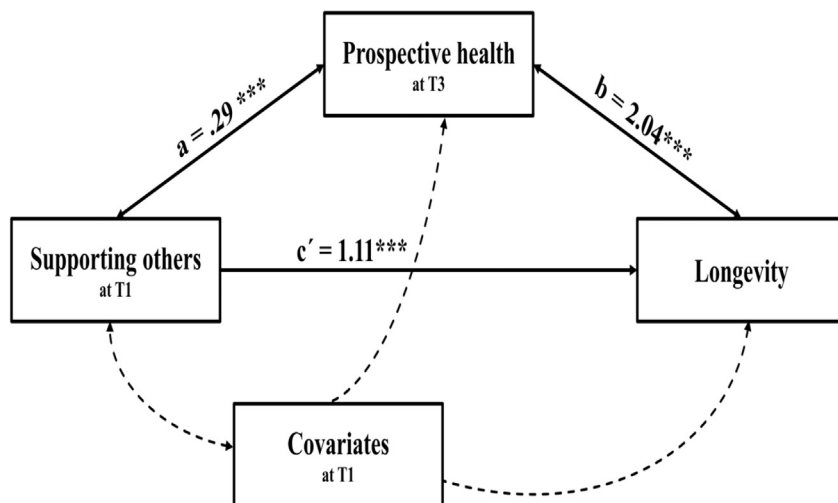 Prospective health
at T3
a = .29 ***
b = 2.04***
Supporting others
at T1
c´ = 1.11***
Longevity
Covariates
at T1